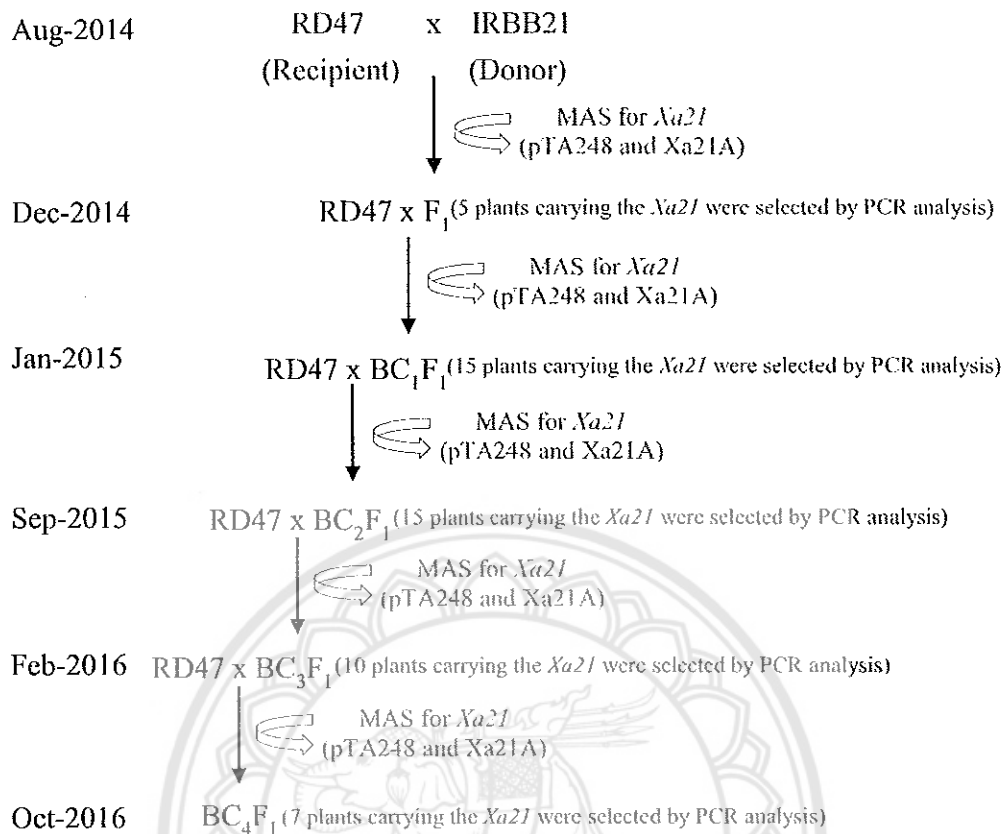 Aug-2014 RD47 x IRBB21
(Recipient) (Donor)
MAS for Xa21
(pTA248 and Xa21A)
Dec-2014 RD47 x F1 (5 plants carrying the Xa21 were selected by PCR analysis)
MAS for Xa21
(pTA248 and Xa21A)
Jan-2015 RD47 x BC1F1 (15 plants carrying the Xa21 were selected by PCR analysis)
MAS for Xa21
(pTA248 and Xa21A)
Sep-2015 RD47 x BC2F1 (15 plants carrying the Xa21 were selected by PCR analysis)
MAS for Xa21
(pTA248 and Xa21A)
Feb-2016 RD47 x BC3F1 (10 plants carrying the Xa21 were selected by PCR analysis)
MAS for Xa21
(pTA248 and Xa21A)
Oct-2016 BC4F1 (7 plants carrying the Xa21 were selected by PCR analysis)